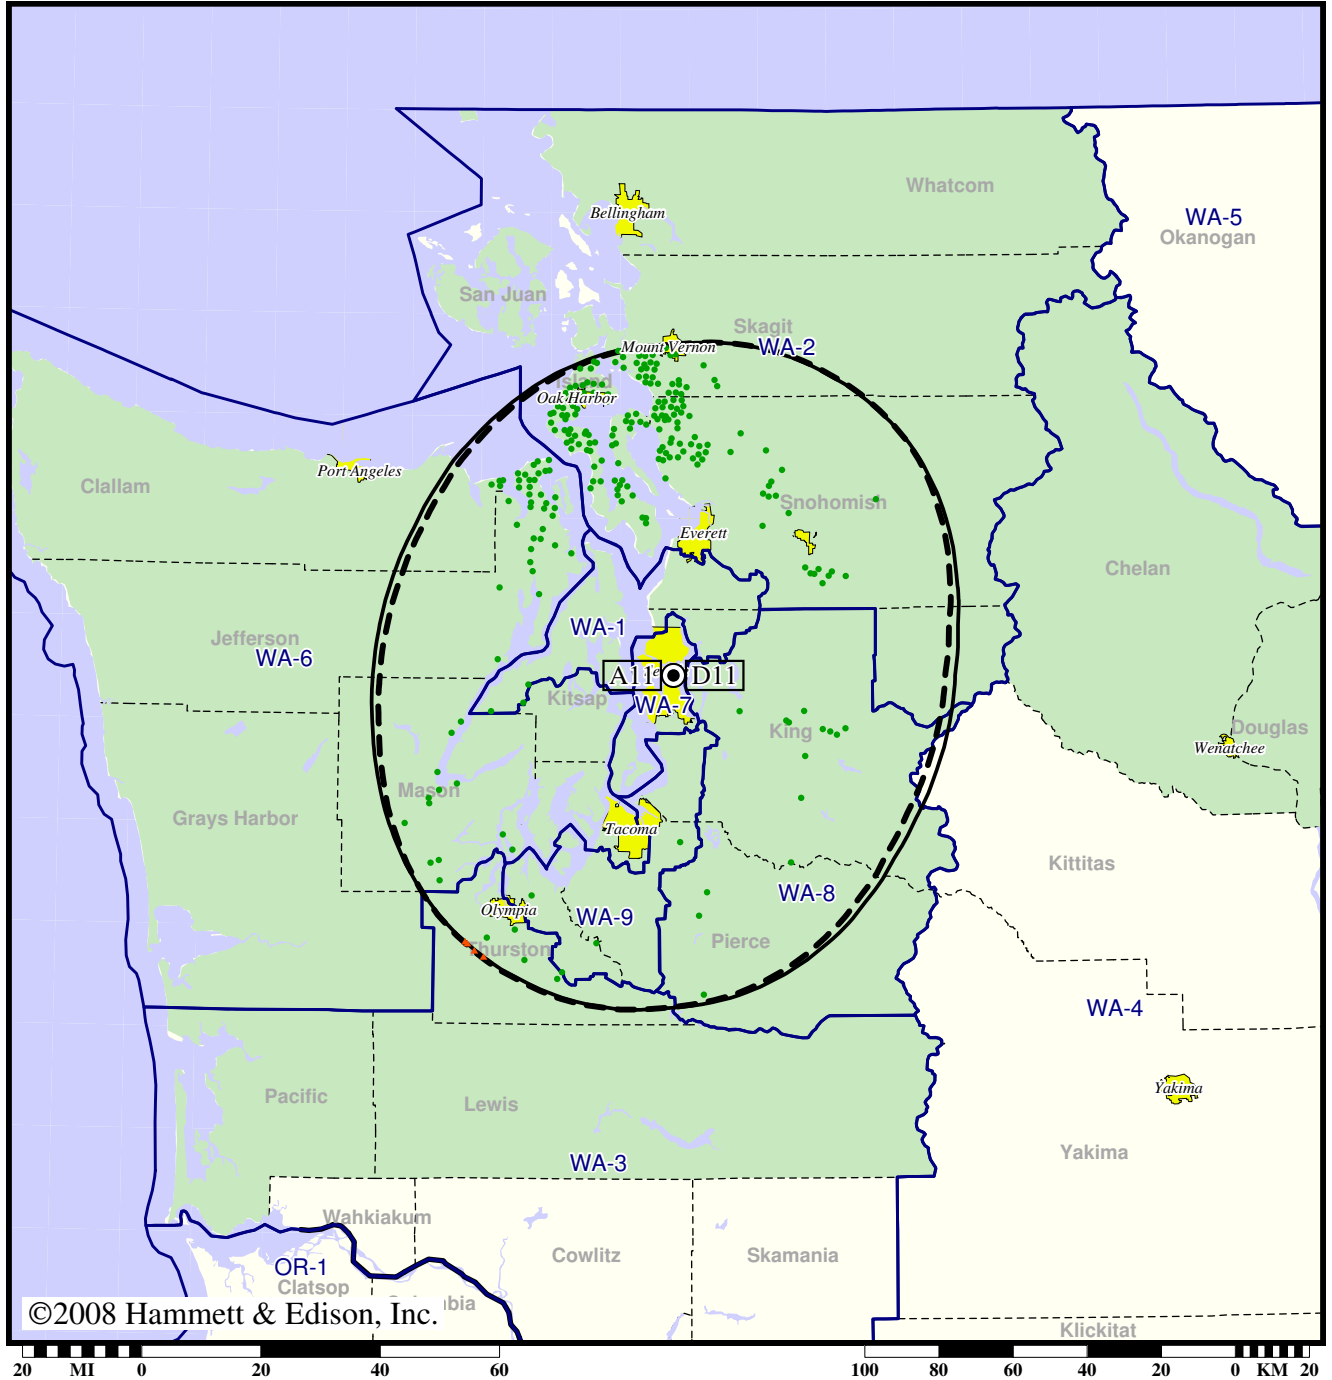 Whatcom
WA-5
Okanogan
Bellingham
San Juan
Skagit
Mount Vernon
WA-2
Island
Oak Harbor
Port Angeles
Clallam
Snohomish
Everett
Chelan
WA-1
Jefferson
WA-6
A11
D11
Kitsap
WA-7
King
Douglas
Wenatchee
Mason
Grays Harbor
Tacoma
Kittitas
WA-8
Olympia
WA-9
Thurston
Pierce
WA-4
Yakima
Pacific
Lewis
Yakima
WA-3
Wahkiakum
Cowlitz
Skamania
OR-1
Clatsop
©2008 Hammett & Edison, Inc.
Klickitat
20 MI 0 20 40 60
100 80 60 40 20 0 KM 20